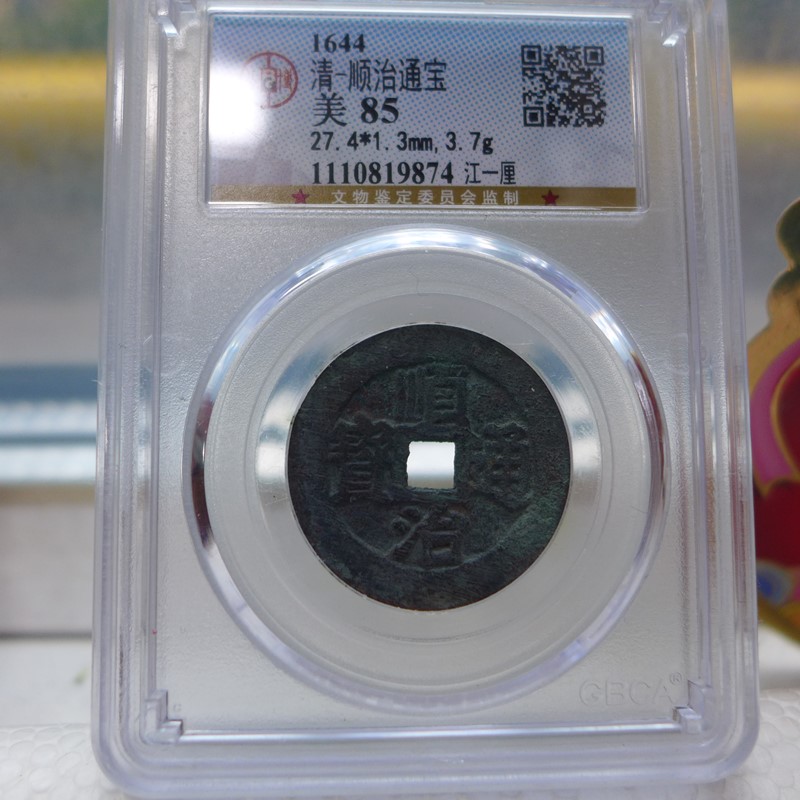 1644
清-顺治通宝
美 85
27.4*1.3mm, 3.7g
1110819874 江一厘
★ 文物鉴定委员会监制 ★
順
寶 通
治
GBCA®